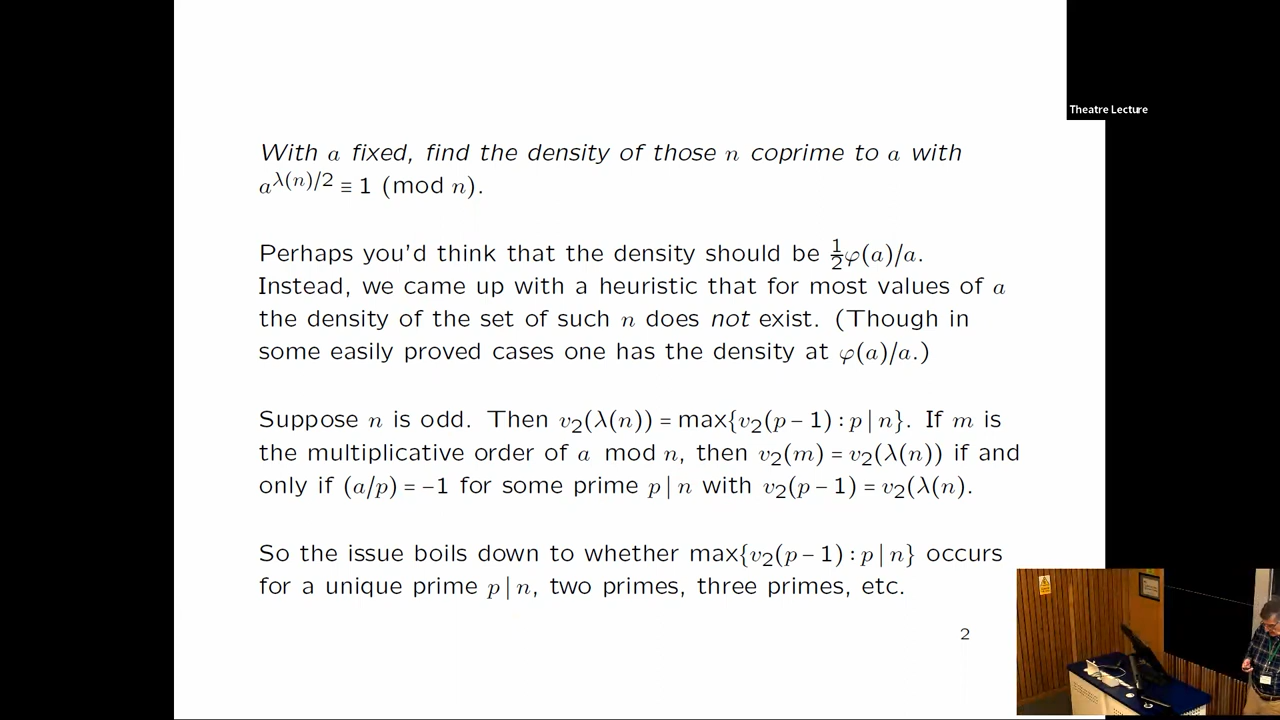 Theatre Lecture
With a fixed, find the density of those n coprime to a with
a^{λ(n)/2} ≡ 1 (mod n).
Perhaps you'd think that the density should be ½φ(a)/a.
Instead, we came up with a heuristic that for most values of a
the density of the set of such n does not exist. (Though in
some easily proved cases one has the density at φ(a)/a.)
Suppose n is odd. Then v₂(λ(n)) = max{v₂(p − 1) : p | n}. If m is
the multiplicative order of a mod n, then v₂(m) = v₂(λ(n)) if and
only if (a/p) = −1 for some prime p | n with v₂(p − 1) = v₂(λ(n).
So the issue boils down to whether max{v₂(p − 1) : p | n} occurs
for a unique prime p | n, two primes, three primes, etc.
2